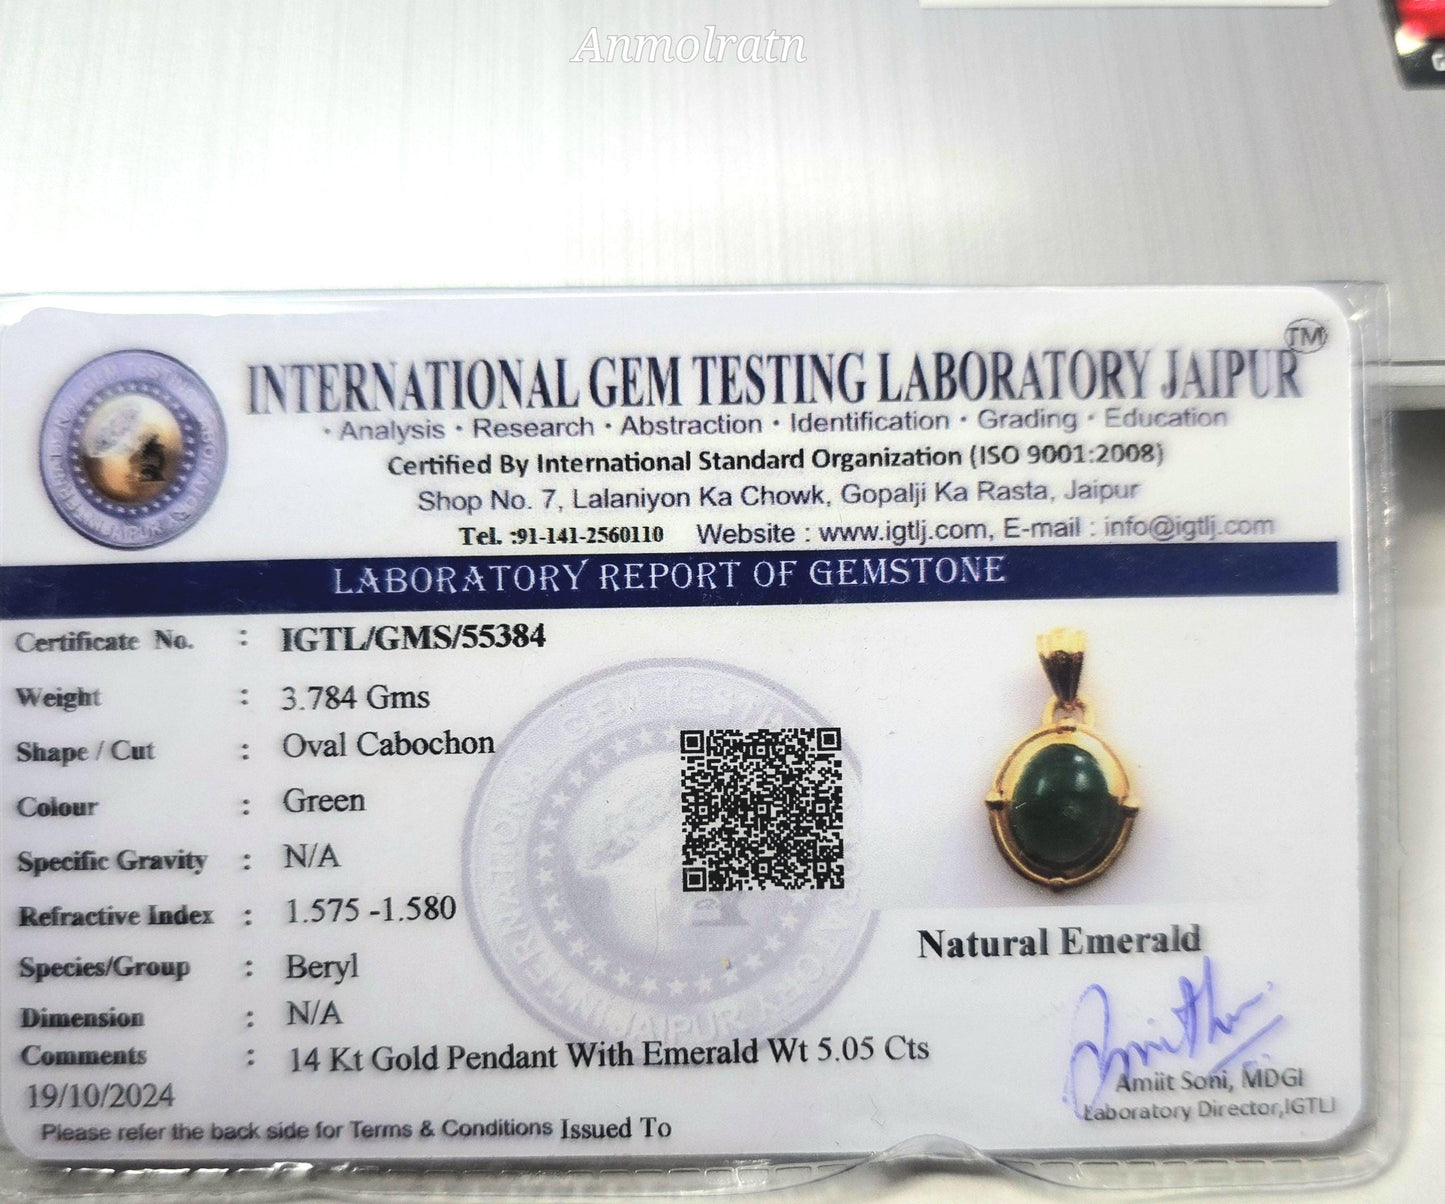 Anmolratn
INTERNATIONAL GEM TESTING LABORATORY JAIPUR TM
· Analysis · Research · Abstraction · Identification · Grading · Education
Certified By International Standard Organization (ISO 9001:2008)
Shop No. 7, Lalaniyon Ka Chowk, Gopalji Ka Rasta, Jaipur
Tel. :91-141-2560110 Website : www.igtlj.com, E-mail : info@igtlj.com
LABORATORY REPORT OF GEMSTONE
Certificate No. : IGTL/GMS/55384
Weight : 3.784 Gms
Shape / Cut : Oval Cabochon
Colour : Green
Specific Gravity : N/A
Refractive Index : 1.575 -1.580
Species/Group : Beryl
Dimension : N/A
Comments : 14 Kt Gold Pendant With Emerald Wt 5.05 Cts
19/10/2024
Please refer the back side for Terms & Conditions Issued To
Natural Emerald
Amiit Soni, MDGI
Laboratory Director,IGTLJ